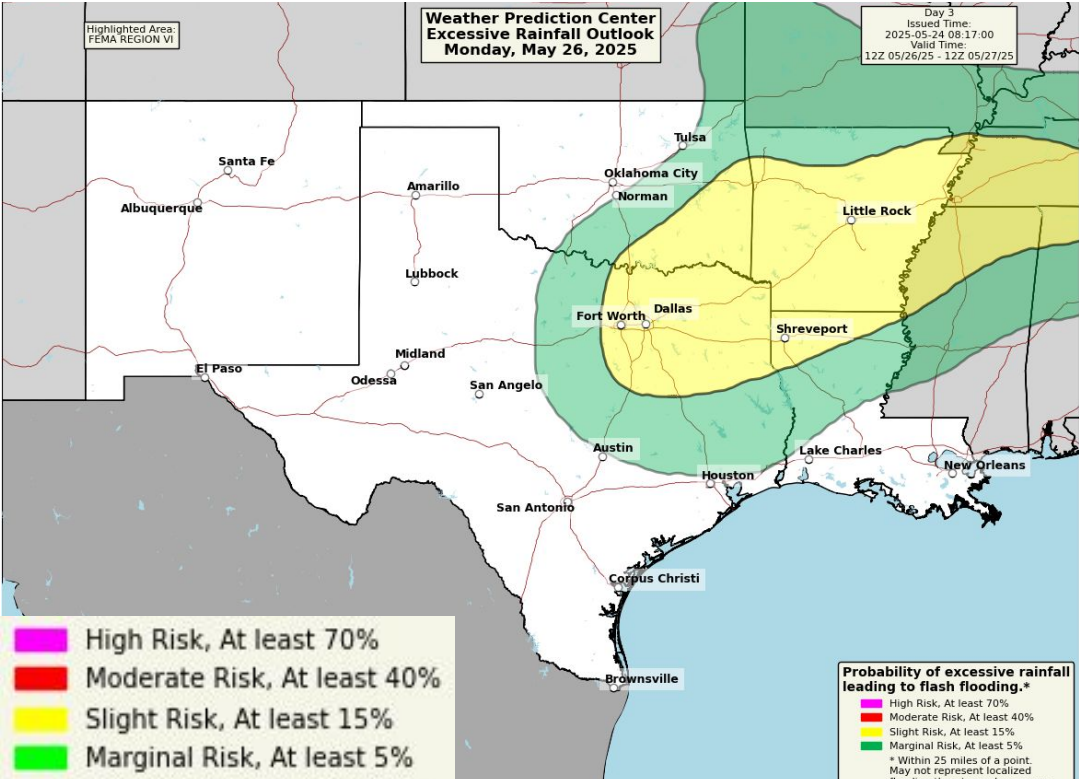 Highlighted Area:
FEMA REGION VI
Weather Prediction Center
Excessive Rainfall Outlook
Monday, May 26, 2025
Day 3
Issued Time:
2025-05-24 08:17:00
Valid Time:
12Z 05/26/25 - 12Z 05/27/25
Tulsa
Santa Fe
Oklahoma City
Amarillo
Norman
Albuquerque
Little Rock
Lubbock
Fort Worth
Dallas
Shreveport
Midland
El Paso
Odessa
San Angelo
Austin
Lake Charles
New Orleans
Houston
San Antonio
Corpus Christi
Brownsville
High Risk, At least 70%
Moderate Risk, At least 40%
Slight Risk, At least 15%
Marginal Risk, At least 5%
Probability of excessive rainfall
leading to flash flooding.*
High Risk, At least 70%
Moderate Risk, At least 40%
Slight Risk, At least 15%
Marginal Risk, At least 5%
* Within 25 miles of a point.
May not represent localized